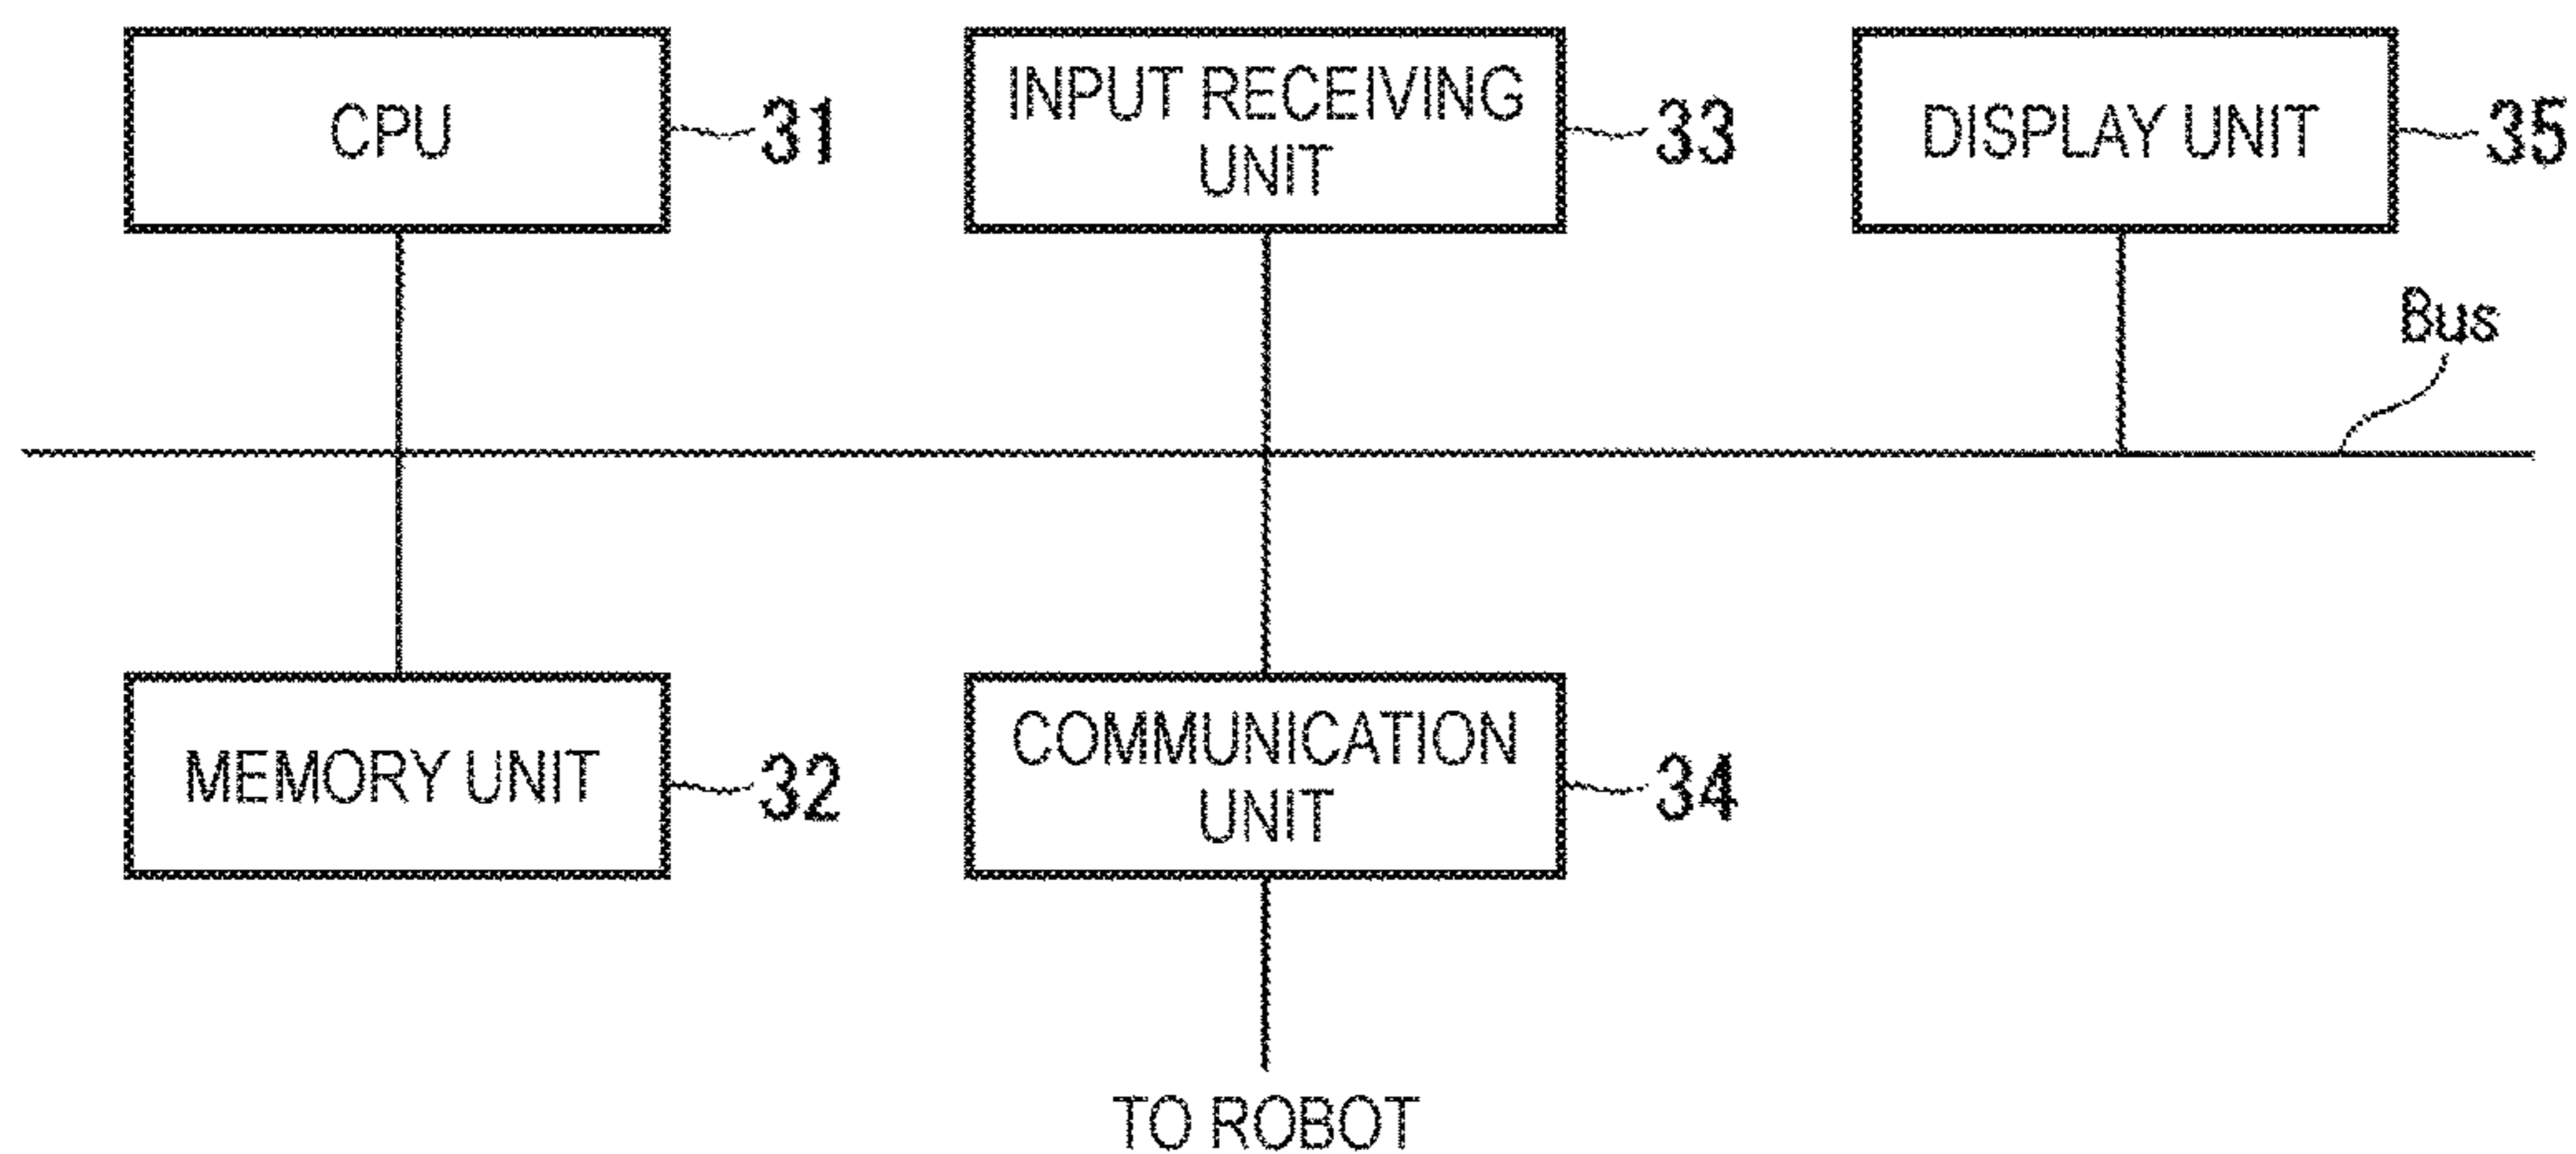 CPU
31
INPUT RECEIVING
UNIT
33
DISPLAY UNIT
35
Bus
MEMORY UNIT
32
COMMUNICATION
UNIT
34
TO ROBOT